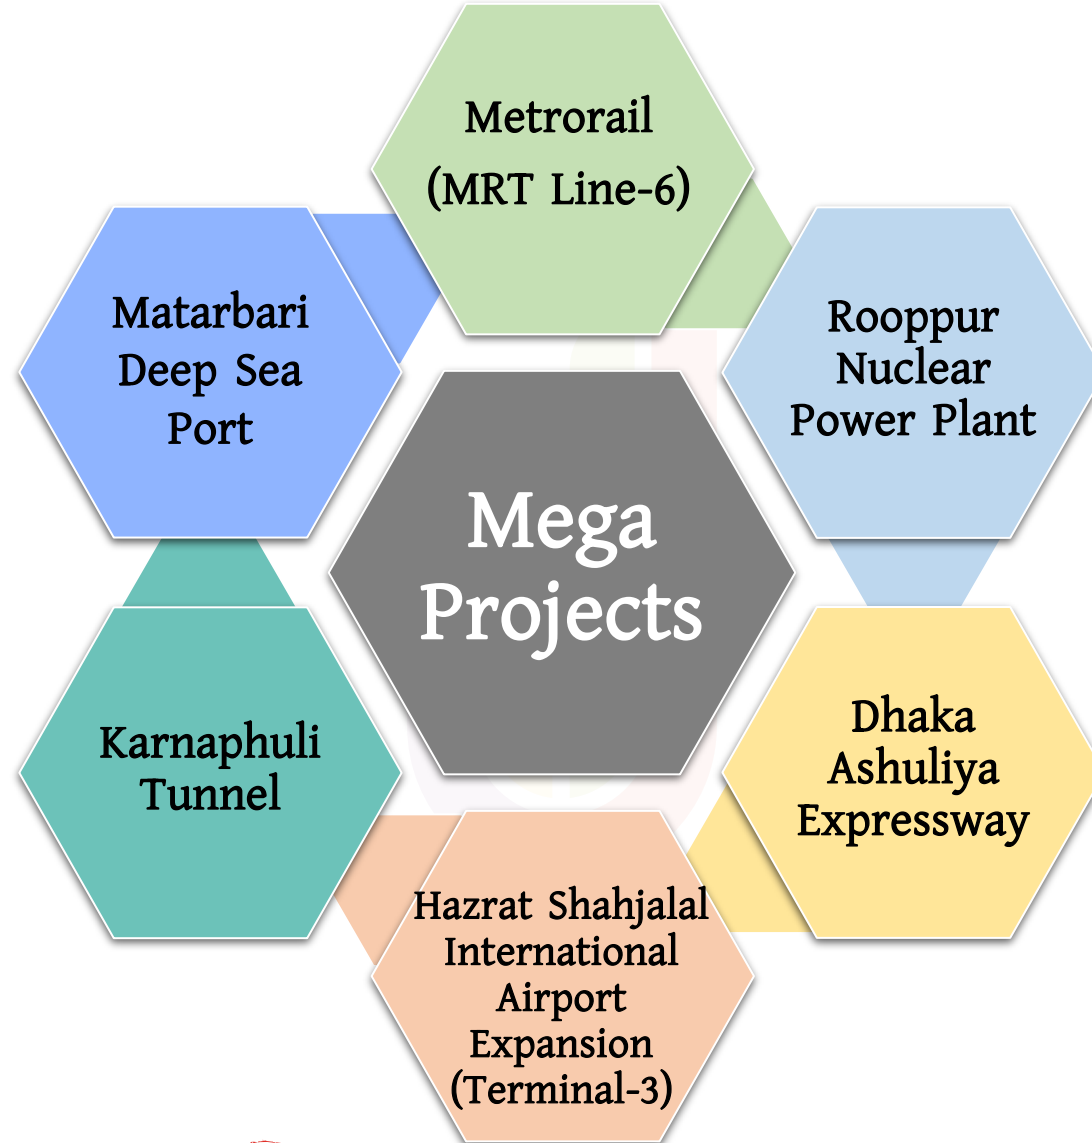 Metrorail
(MRT Line-6)
Matarbari
Deep Sea
Port
Rooppur
Nuclear
Power Plant
Mega
Projects
Karnaphuli
Tunnel
Dhaka
Ashuliya
Expressway
Hazrat Shahjalal
International
Airport
Expansion
(Terminal-3)